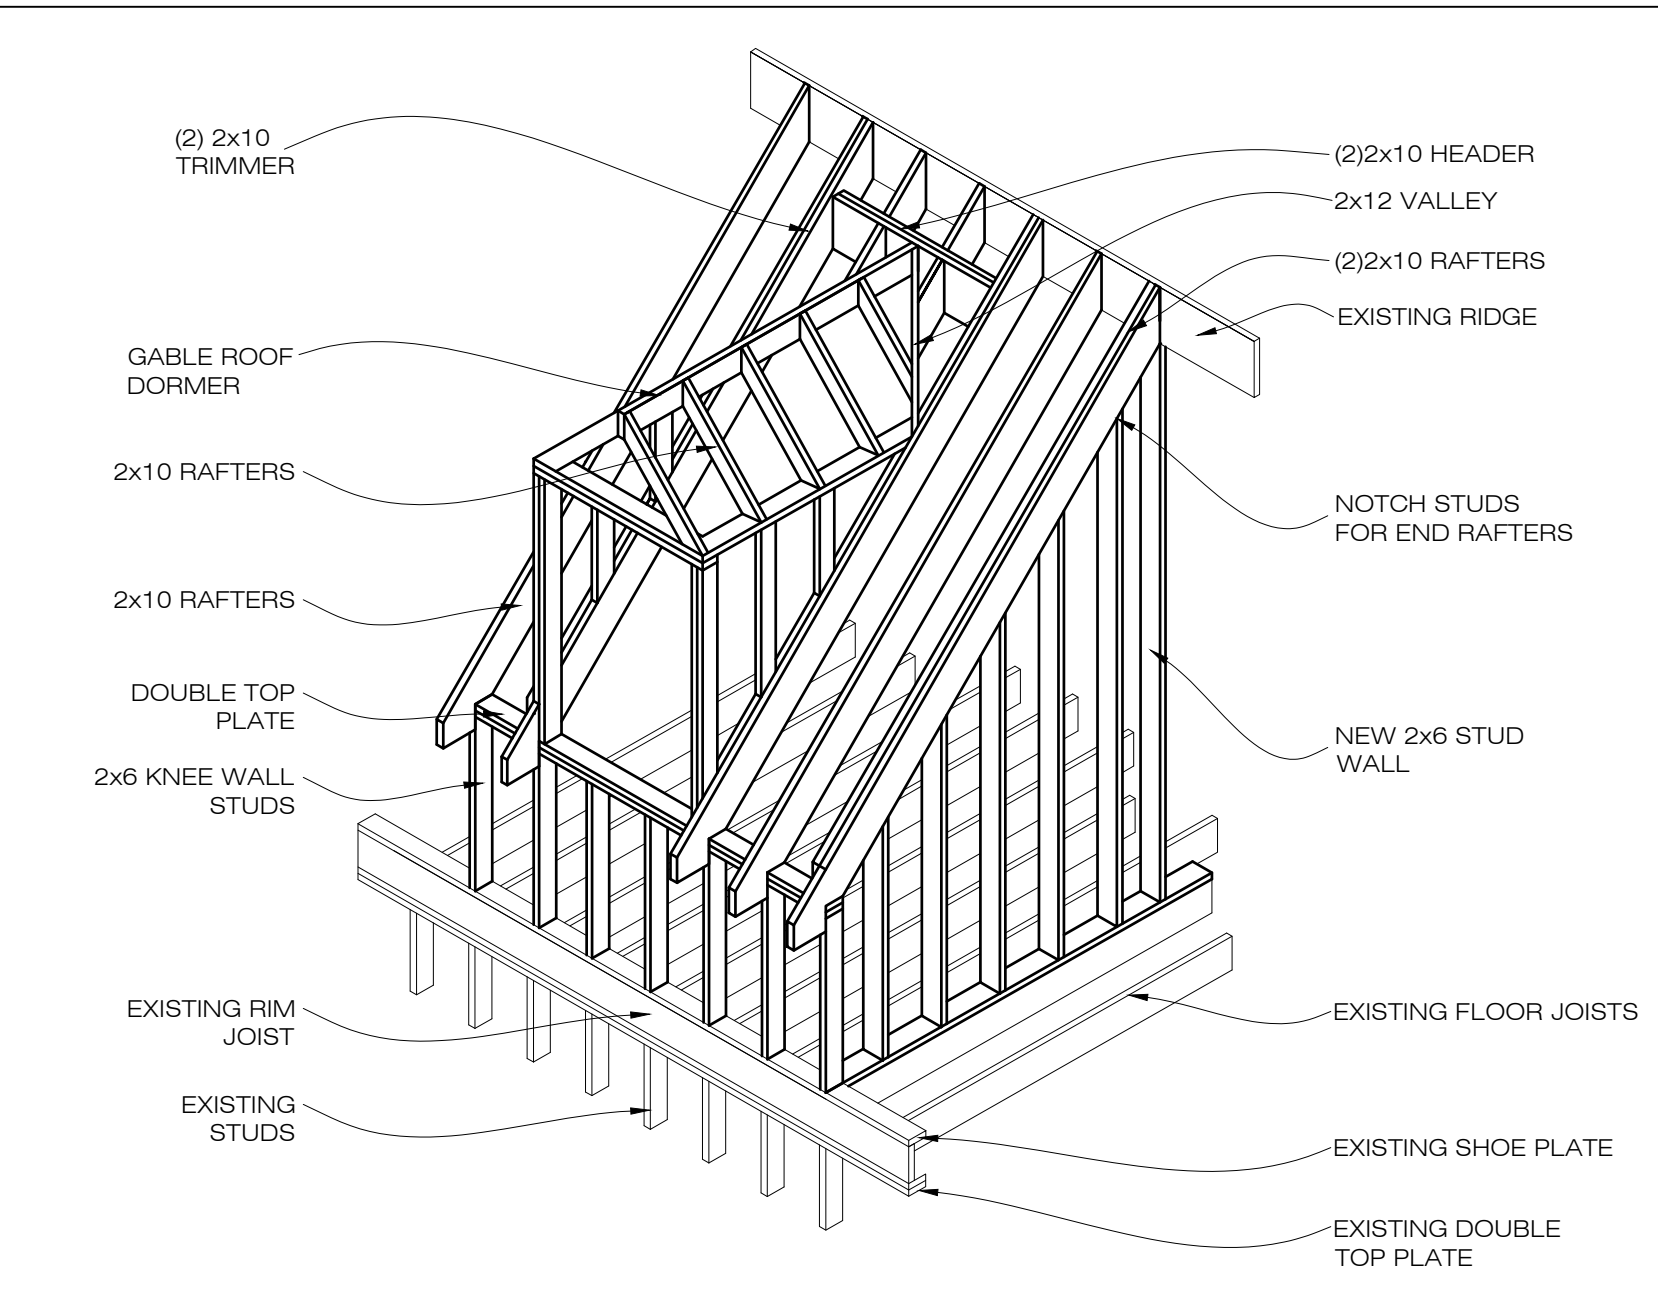 (2) 2x10
TRIMMER
GABLE ROOF
DORMER
2x10 RAFTERS
2x10 RAFTERS
DOUBLE TOP
PLATE
2x6 KNEE WALL
STUDS
EXISTING RIM
JOIST
EXISTING
STUDS
(2)2x10 HEADER
2x12 VALLEY
(2)2x10 RAFTERS
EXISTING RIDGE
NOTCH STUDS
FOR END RAFTERS
NEW 2x6 STUD
WALL
EXISTING FLOOR JOISTS
EXISTING SHOE PLATE
EXISTING DOUBLE
TOP PLATE